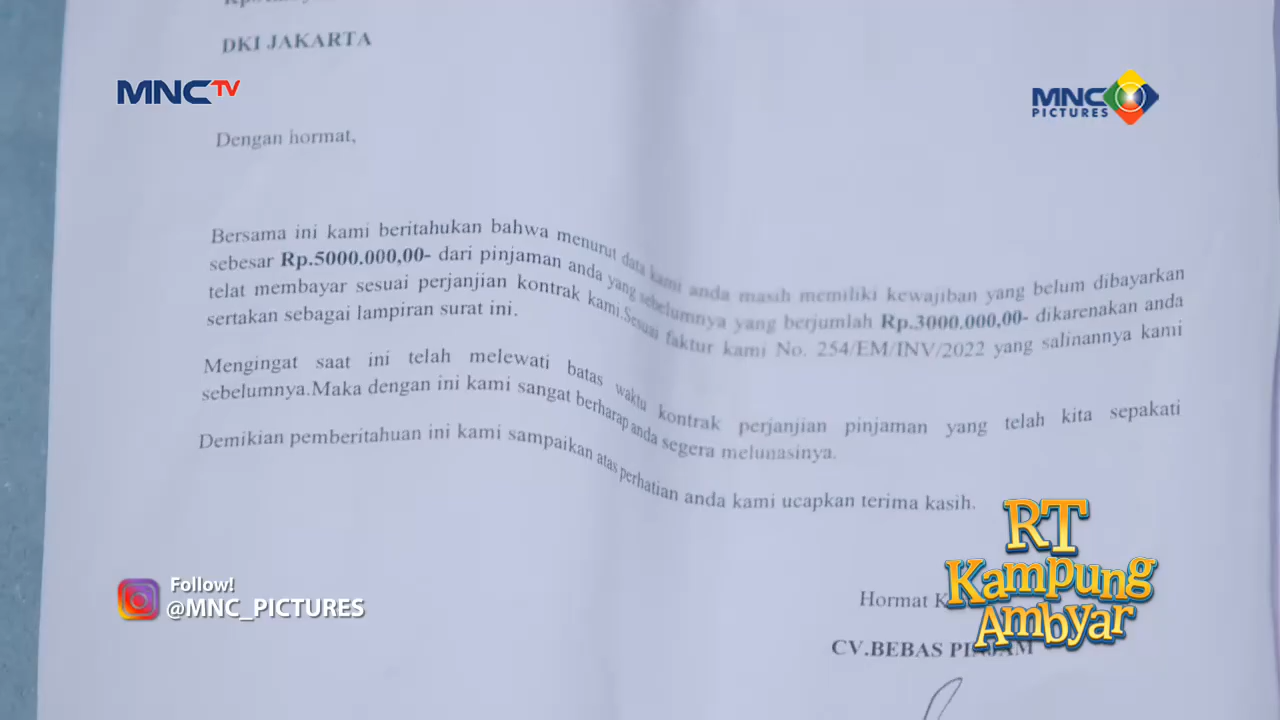 DKI JAKARTA
MNCTV
MNC
PICTURES
Dengan hormat,
Bersama ini kami beritahukan bahwa menurut data kami anda masih memiliki kewajiban yang belum dibayarkan
sebesar Rp.5000.000,00- dari pinjaman anda yang sebelumnya yang berjumlah Rp.3000.000,00- dikarenakan anda
telat membayar sesuai perjanjian kontrak kami.Sesuai faktur kami No. 254/EM/INV/2022 yang salinannya kami
sertakan sebagai lampiran surat ini.
Mengingat saat ini telah melewati batas waktu kontrak perjanjian pinjaman yang telah kita sepakati
sebelumnya.Maka dengan ini kami sangat berharap anda segera melunasinya.
Demikian pemberitahuan ini kami sampaikan atas perhatian anda kami ucapkan terima kasih.
RT
Kampung
Ambyar
Follow!
@MNC_PICTURES
Hormat
CV.BEBAS PINJAM